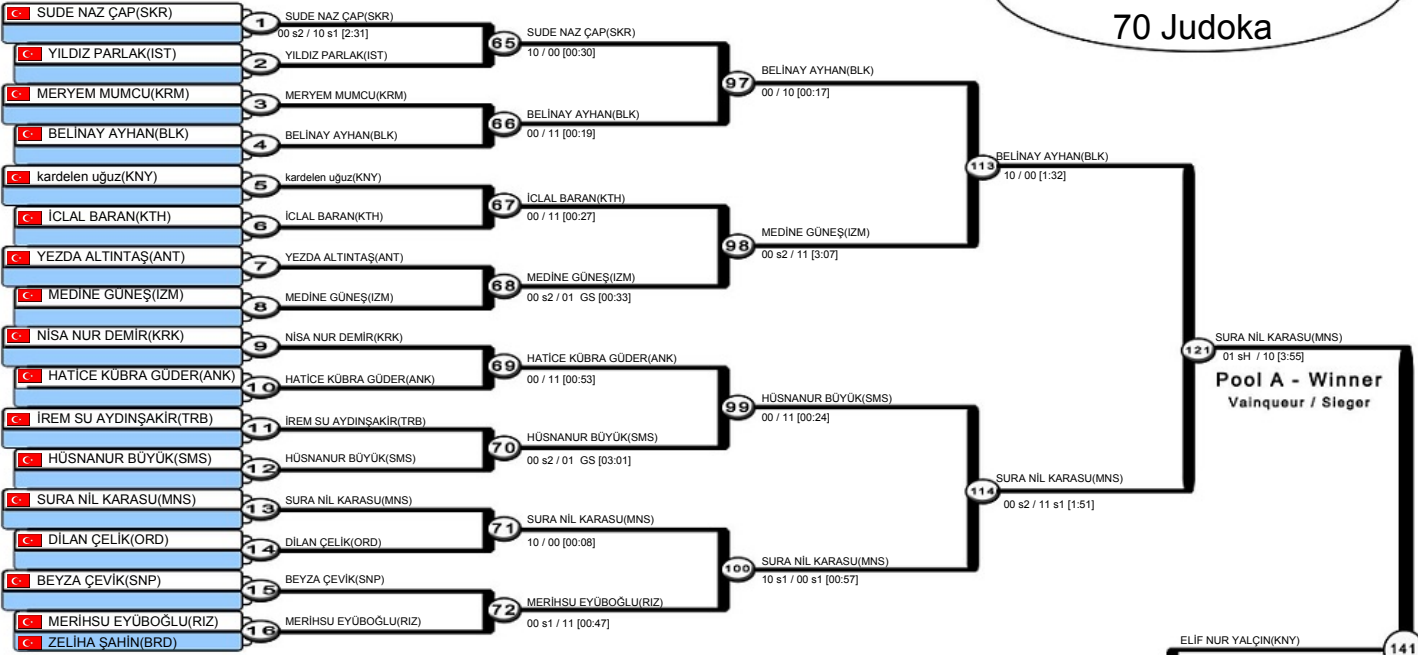 70 Judoka
SUDE NAZ ÇAP(SKR)
YILDIZ PARLAK(IST)
MERYEM MUMCU(KRM)
BELİNAY AYHAN(BLK)
kardelen uğuz(KNY)
İCLAL BARAN(KTH)
YEZDA ALTINTAŞ(ANT)
MEDİNE GÜNEŞ(IZM)
NİSA NUR DEMİR(KRK)
HATİCE KÜBRA GÜDER(ANK)
İREM SU AYDINŞAKİR(TRB)
HÜSNANUR BÜYÜK(SMS)
SURA NİL KARASU(MNS)
DİLAN ÇELİK(ORD)
BEYZA ÇEVİK(SNP)
MERİHSU EYÜBOĞLU(RIZ)
ZELİHA ŞAHİN(BRD)
1
SUDE NAZ ÇAP(SKR)
00 s2 / 10 s1 [2:31]
2
YILDIZ PARLAK(IST)
3
MERYEM MUMCU(KRM)
4
BELİNAY AYHAN(BLK)
5
kardelen uğuz(KNY)
6
İCLAL BARAN(KTH)
7
YEZDA ALTINTAŞ(ANT)
8
MEDİNE GÜNEŞ(IZM)
9
NİSA NUR DEMİR(KRK)
10
HATİCE KÜBRA GÜDER(ANK)
11
İREM SU AYDINŞAKİR(TRB)
12
HÜSNANUR BÜYÜK(SMS)
13
SURA NİL KARASU(MNS)
14
DİLAN ÇELİK(ORD)
15
BEYZA ÇEVİK(SNP)
16
MERİHSU EYÜBOĞLU(RIZ)
65
SUDE NAZ ÇAP(SKR)
10 / 00 [00:30]
66
BELİNAY AYHAN(BLK)
00 / 11 [00:19]
67
İCLAL BARAN(KTH)
00 / 11 [00:27]
68
MEDİNE GÜNEŞ(IZM)
00 s2 / 01 GS [00:33]
69
HATİCE KÜBRA GÜDER(ANK)
00 / 11 [00:53]
70
HÜSNANUR BÜYÜK(SMS)
00 s2 / 01 GS [03:01]
71
SURA NİL KARASU(MNS)
10 / 00 [00:08]
72
MERİHSU EYÜBOĞLU(RIZ)
00 s1 / 11 [00:47]
97
BELİNAY AYHAN(BLK)
00 / 10 [00:17]
98
MEDİNE GÜNEŞ(IZM)
00 s2 / 11 [3:07]
99
HÜSNANUR BÜYÜK(SMS)
00 / 11 [00:24]
100
SURA NİL KARASU(MNS)
10 s1 / 00 s1 [00:57]
113
BELİNAY AYHAN(BLK)
10 / 00 [1:32]
114
SURA NİL KARASU(MNS)
00 s2 / 11 s1 [1:51]
121
SURA NİL KARASU(MNS)
01 sH / 10 [3:55]
Pool A - Winner
Vainqueur / Sieger
ELİF NUR YALÇIN(KNY)
141